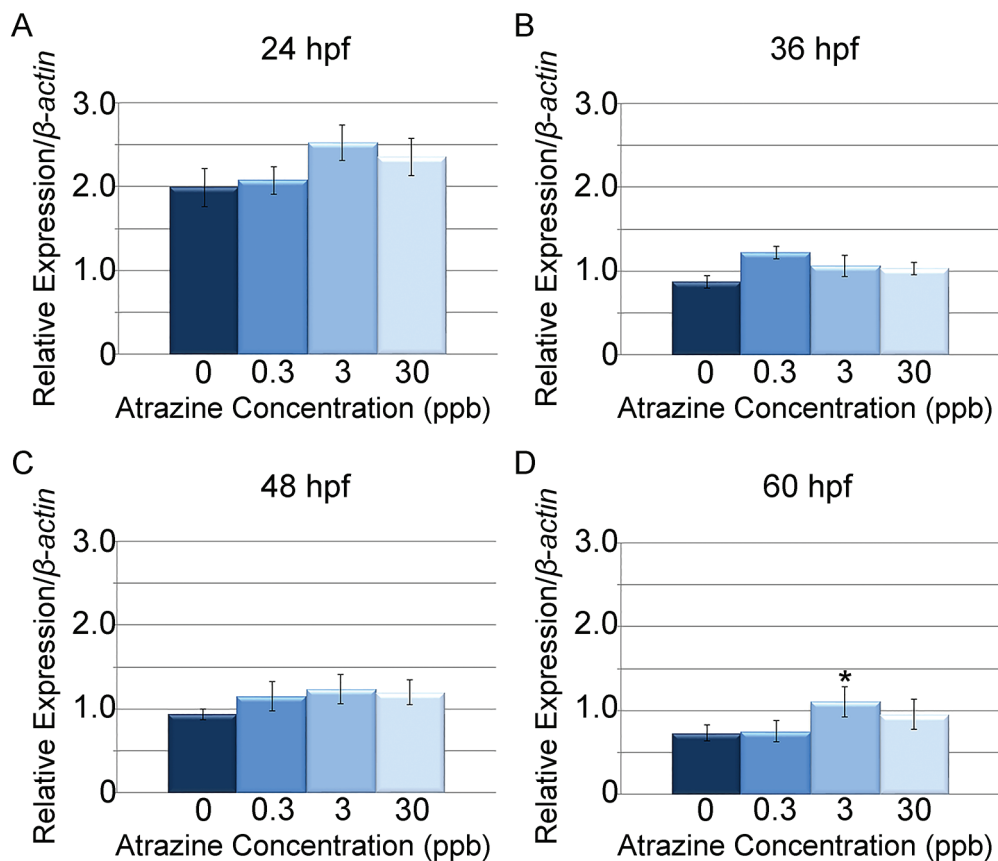 A
24 hpf
Relative Expression/β-actin
3.0
2.0
1.0
0
0 0.3 3 30
Atrazine Concentration (ppb)
B
36 hpf
Relative Expression/β-actin
3.0
2.0
1.0
0
0 0.3 3 30
Atrazine Concentration (ppb)
C
48 hpf
Relative Expression/β-actin
3.0
2.0
1.0
0
0 0.3 3 30
Atrazine Concentration (ppb)
D
60 hpf
Relative Expression/β-actin
3.0
2.0
1.0
0
*
0 0.3 3 30
Atrazine Concentration (ppb)